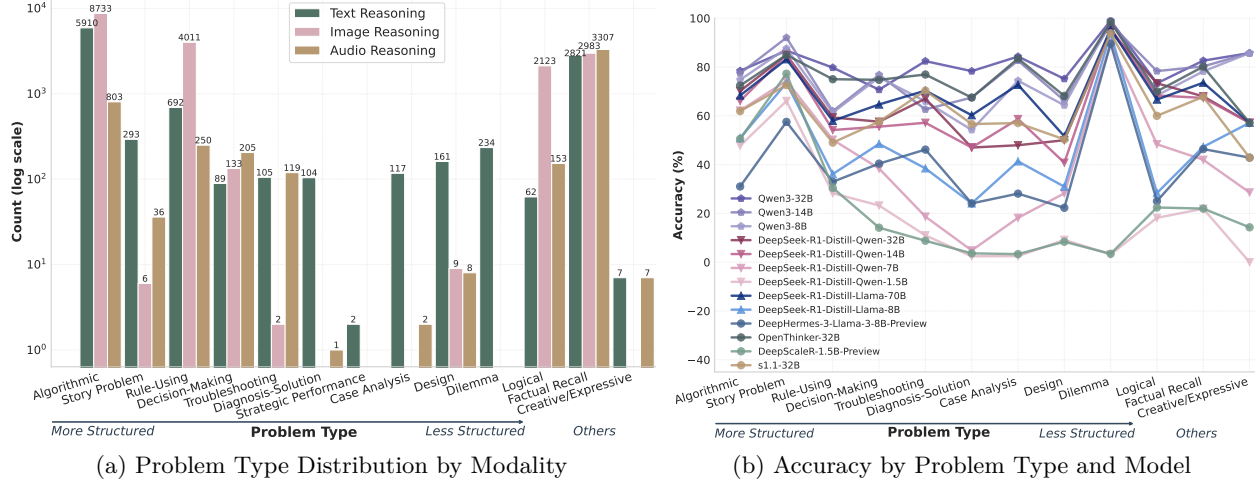 Text Reasoning
Image Reasoning
Audio Reasoning
Count (log scale)
10⁴
10³
10²
10¹
10⁰
5910
8733
803
293
6
36
692
4011
250
89
133
205
105
2
119
104
1
2
117
2
161
9
8
234
62
2123
153
2821
2983
3307
7
7
Algorithmic
Story Problem
Rule-Using
Decision-Making
Troubleshooting
Diagnosis-Solution
Strategic Performance
Case Analysis
Design
Dilemma
Logical
Factual Recall
Creative/Expressive
More Structured
Problem Type
Less Structured
Others
(a) Problem Type Distribution by Modality
Accuracy (%)
100
80
60
40
20
0
−20
−40
Qwen3-32B
Qwen3-14B
Qwen3-8B
DeepSeek-R1-Distill-Qwen-32B
DeepSeek-R1-Distill-Qwen-14B
DeepSeek-R1-Distill-Qwen-7B
DeepSeek-R1-Distill-Qwen-1.5B
DeepSeek-R1-Distill-Llama-70B
DeepSeek-R1-Distill-Llama-8B
DeepHermes-3-Llama-3-8B-Preview
OpenThinker-32B
DeepScaleR-1.5B-Preview
s1.1-32B
Algorithmic
Story Problem
Rule-Using
Decision-Making
Troubleshooting
Diagnosis-Solution
Case Analysis
Design
Dilemma
Logical
Factual Recall
Creative/Expressive
More Structured
Problem Type
Less Structured
Others
(b) Accuracy by Problem Type and Model